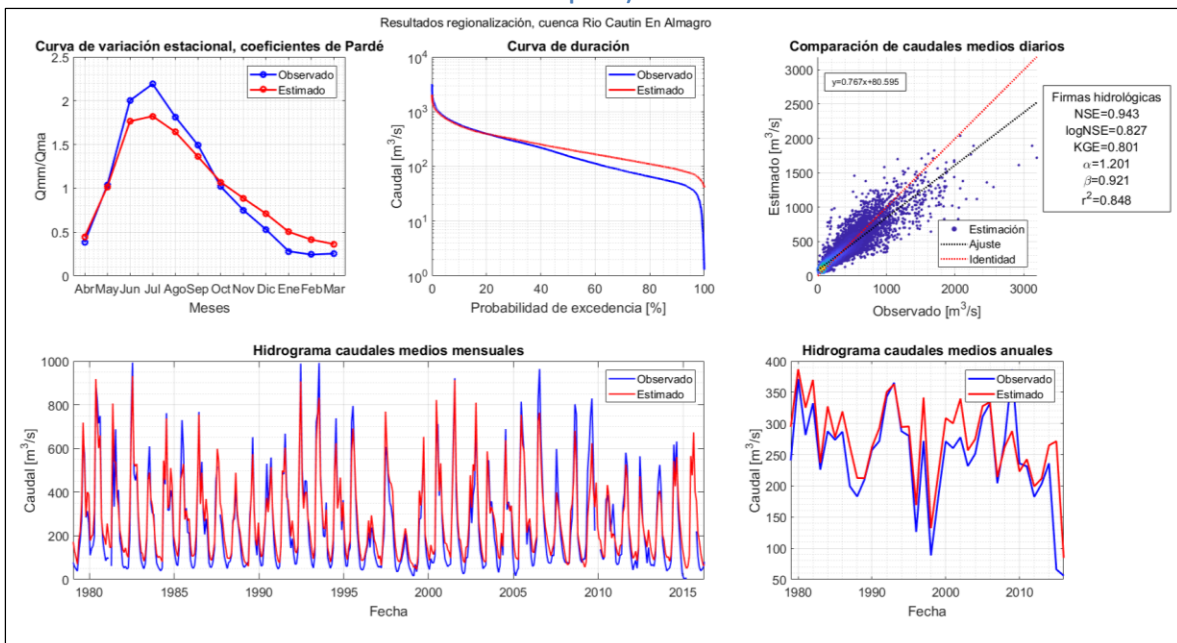 Resultados regionalización, cuenca Rio Cautin En Almagro
Curva de variación estacional, coeficientes de Pardé
2.5
2
1.5
1
0.5
0
Qmm/Qma
Observado
Estimado
Abr May Jun Jul Ago Sep Oct Nov Dic Ene Feb Mar
Meses
Curva de duración
10^4
10^3
10^2
10^1
10^0
Caudal [m^3/s]
Observado
Estimado
0 20 40 60 80 100
Probabilidad de excedencia [%]
Comparación de caudales medios diarios
3000
2500
2000
1500
1000
500
0
Estimado [m^3/s]
y=0.767x+80.595
Estimación
Ajuste
Identidad
0 1000 2000 3000
Observado [m^3/s]
Firmas hidrológicas
NSE=0.943
logNSE=0.827
KGE=0.801
α=1.201
β=0.921
r^2=0.848
Hidrograma caudales medios mensuales
1000
800
600
400
200
0
Caudal [m^3/s]
Observado
Estimado
1980 1985 1990 1995 2000 2005 2010 2015
Fecha
Hidrograma caudales medios anuales
400
350
300
250
200
150
100
50
Caudal [m^3/s]
Observado
Estimado
1980 1990 2000 2010
Fecha